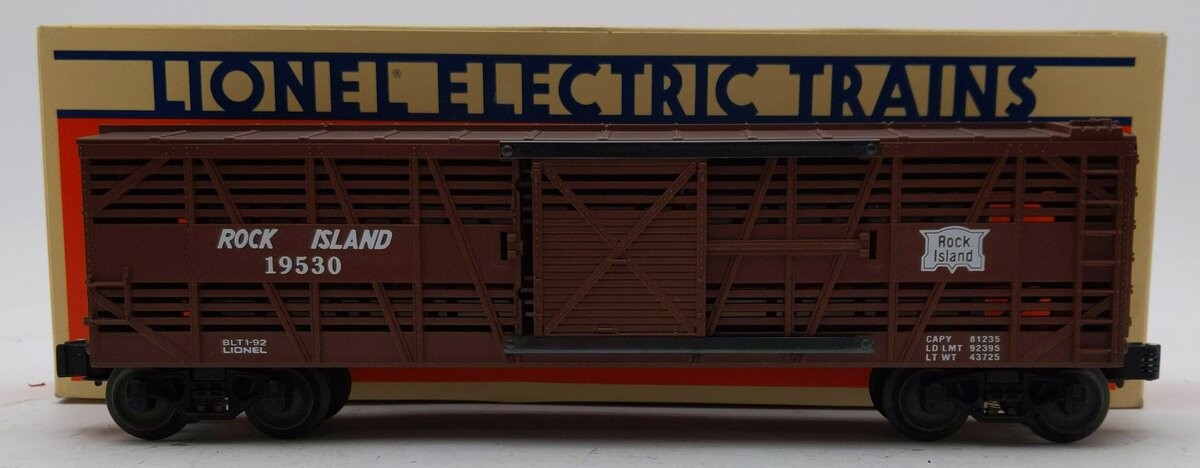 LIONEL® ELECTRIC TRAINS
ROCK ISLAND
19530
Rock
Island
BLT 1-92
LIONEL
CAPY 81235
LD LMT 92395
LT WT 43725